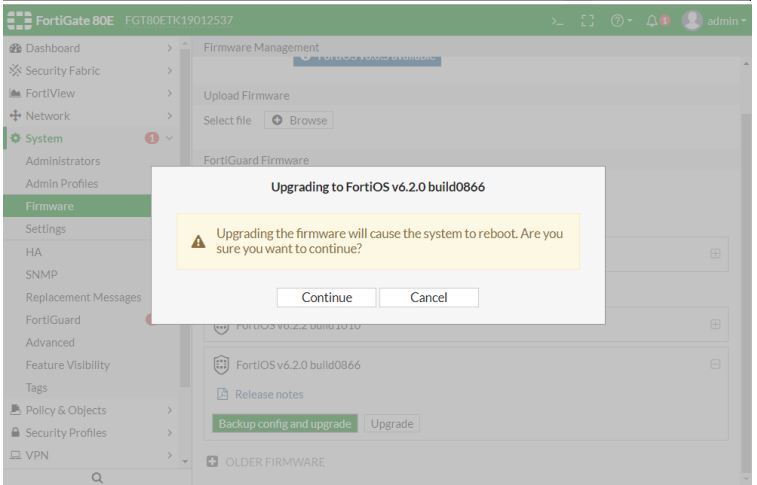 FortiGate 80E FGT80ETK19012537
>_ admin
1
Dashboard
Security Fabric
FortiView
Network
System 1
Administrators
Admin Profiles
Firmware
Settings
HA
SNMP
Replacement Messages
FortiGuard
Advanced
Feature Visibility
Tags
Policy & Objects
Security Profiles
VPN
Firmware Management
available
Upload Firmware
Select file Browse
FortiGuard Firmware
Upgrading to FortiOS v6.2.0 build0866
Upgrading the firmware will cause the system to reboot. Are you
sure you want to continue?
Continue Cancel
FortiOS v6.2.2 build1010
FortiOS v6.2.0 build0866
Release notes
Backup config and upgrade Upgrade
OLDER FIRMWARE